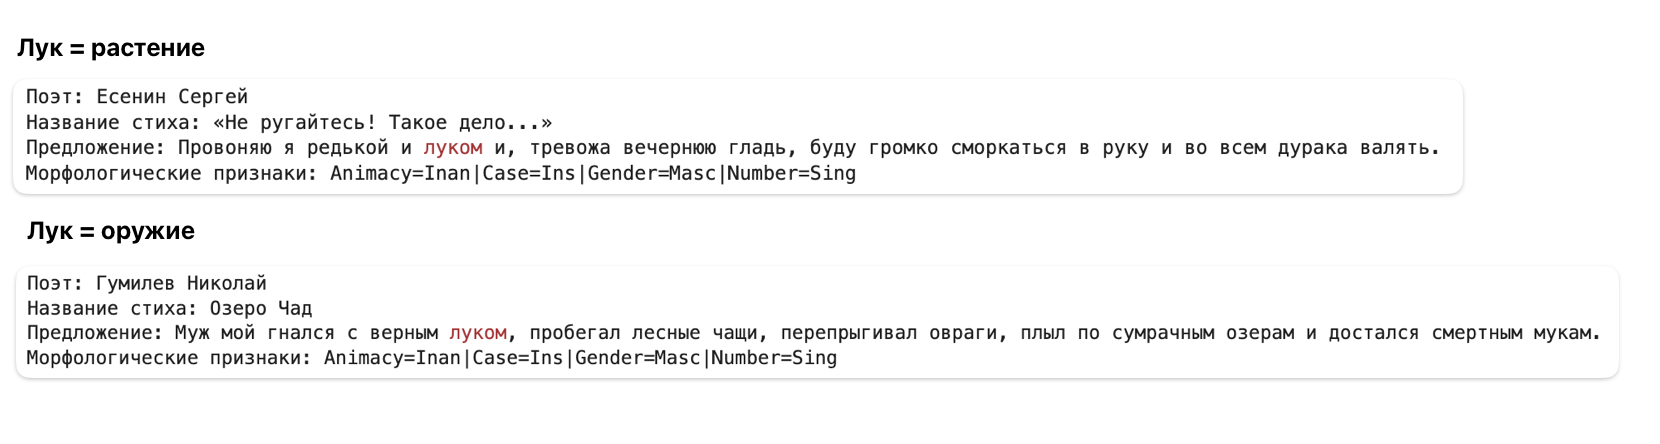 Лук = растение
Поэт: Есенин Сергей
Название стиха: «Не ругайтесь! Такое дело...»
Предложение: Провоняю я редькой и луком и, тревожа вечернюю гладь, буду громко сморкаться в руку и во всем дурака валять.
Морфологические признаки: Animacy=Inan|Case=Ins|Gender=Masc|Number=Sing
Лук = оружие
Поэт: Гумилев Николай
Название стиха: Озеро Чад
Предложение: Муж мой гнался с верным луком, пробегал лесные чащи, перепрыгивал овраги, плыл по сумрачным озерам и достался смертным мукам.
Морфологические признаки: Animacy=Inan|Case=Ins|Gender=Masc|Number=Sing